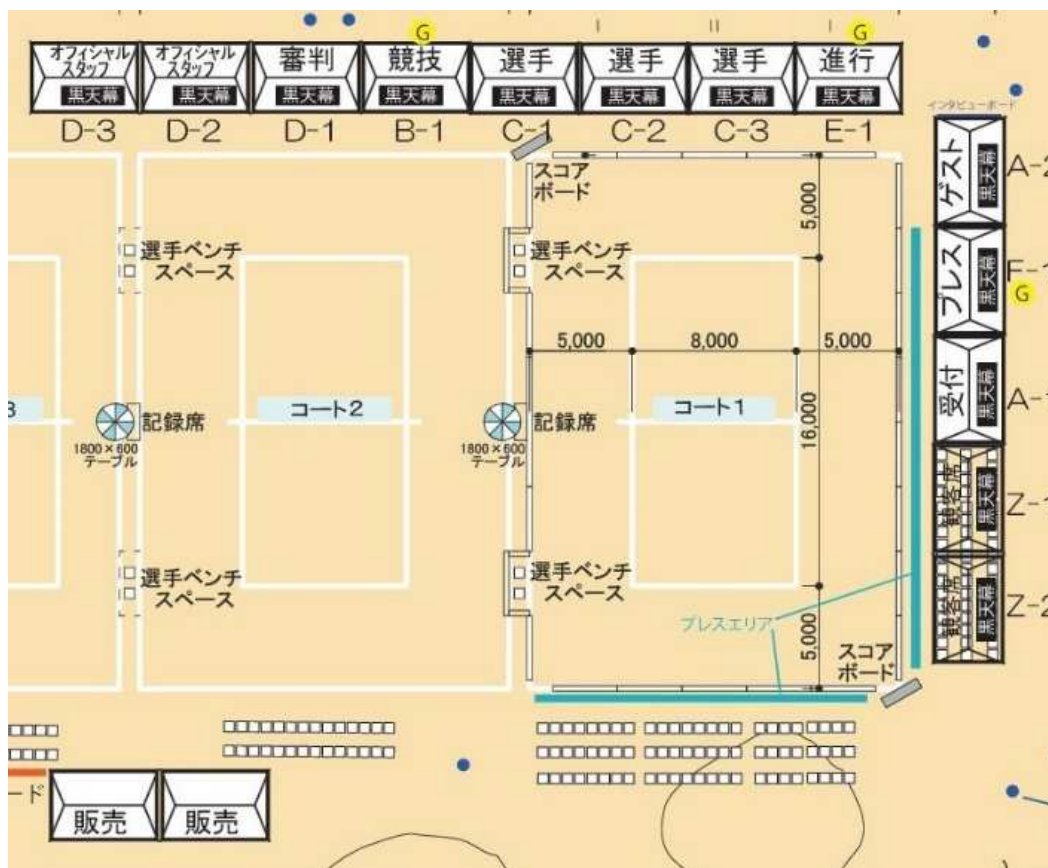 G
G
オフィシャル
スタッフ
オフィシャル
スタッフ
審判
競技
選手
選手
選手
進行
黒天幕
黒天幕
黒天幕
黒天幕
黒天幕
黒天幕
黒天幕
黒天幕
D-3
D-2
D-1
B-1
C-1
C-2
C-3
E-1
インタビューボード
ゲスト
黒天幕
A-2
スコア
ボード
5,000
選手ベンチ
スペース
選手ベンチ
スペース
プレス
黒天幕
G
5,000
8,000
5,000
受付
黒天幕
コート2
コート1
16,000
記録席
記録席
1800×600
テーブル
1800×600
テーブル
観客席
黒天幕
選手ベンチ
スペース
選手ベンチ
スペース
観客席
黒天幕
Z-2
プレスエリア
5,000
スコア
ボード
販売
販売